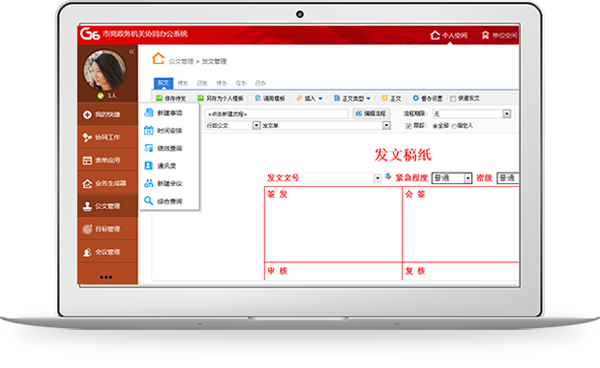 G6 市党政务机关协同办公系统
个人空间 单位空间
公文管理 > 发文管理
拟文 待发 已发 待办 在办 已办
保存待发 另存为个人模板 调用模板 插入 正文类型 正文 督办设置 快速发文
<点击新建流程> 编辑流程 流程期限: 无
行政公文 发文单 跟踪: 全部 指定人
1人
我的快捷
协同工作
表单应用
业务生成器
公文管理
目标管理
会议管理
新建事项
时间安排
绩效查询
通讯录
新建会议
综合查询
发文稿纸
发文文号 紧急程度 普通 密级 普通
签 发 会 签
审 核 复 核